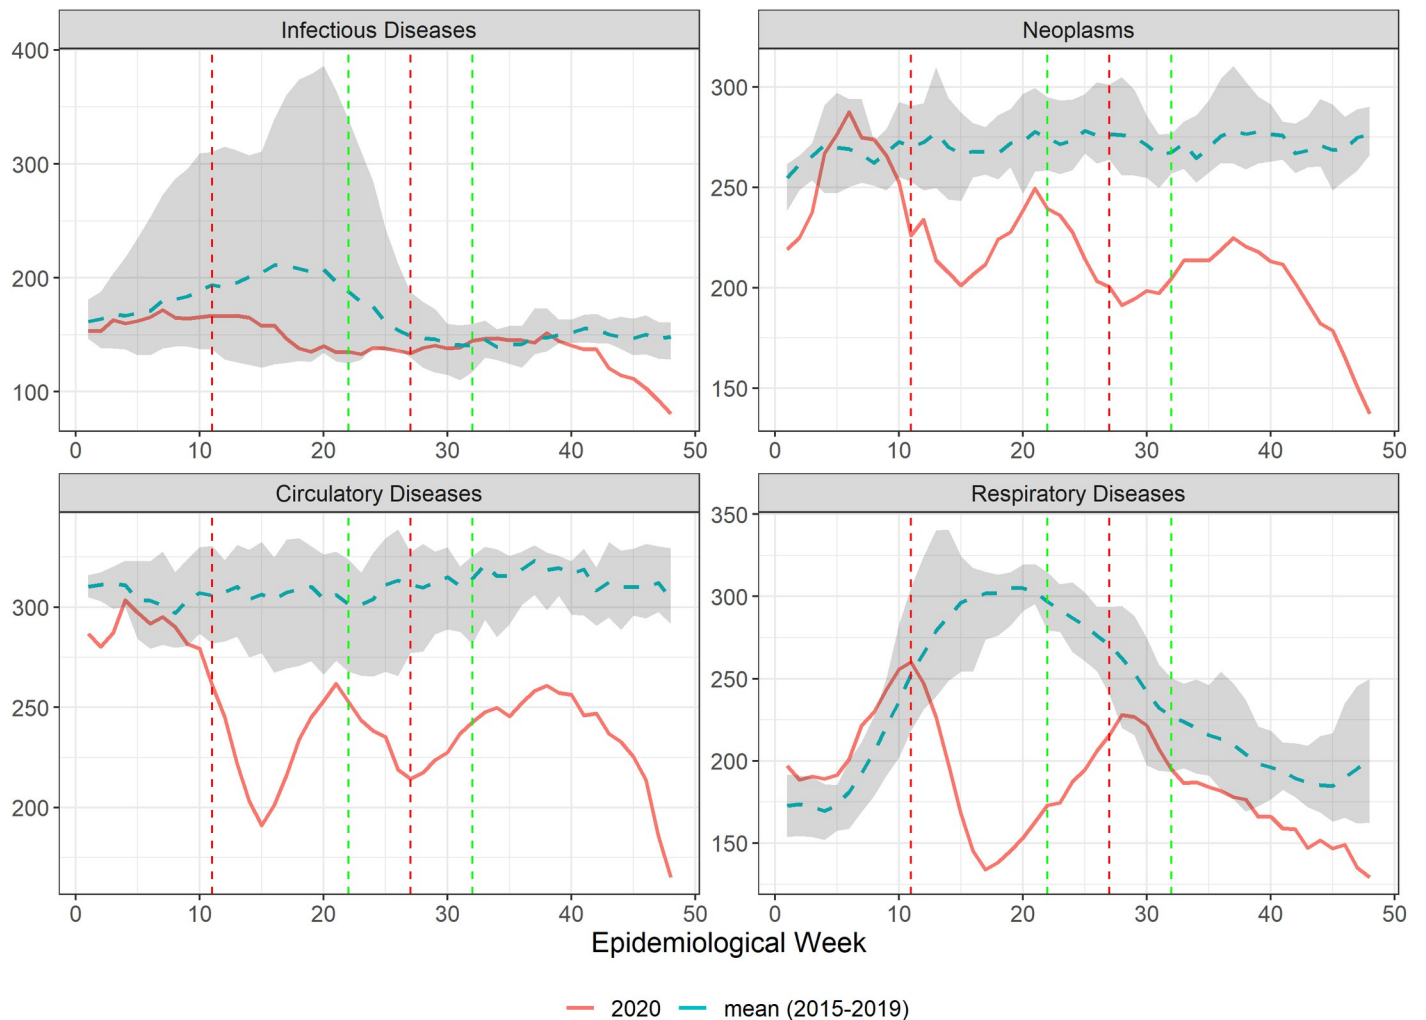 Infectious Diseases
Neoplasms
400
300
200
100
300
250
200
150
0 10 20 30 40 50
0 10 20 30 40 50
Circulatory Diseases
Respiratory Diseases
300
250
200
350
300
250
200
150
0 10 20 30 40 50
0 10 20 30 40 50
Epidemiological Week
2020 mean (2015-2019)